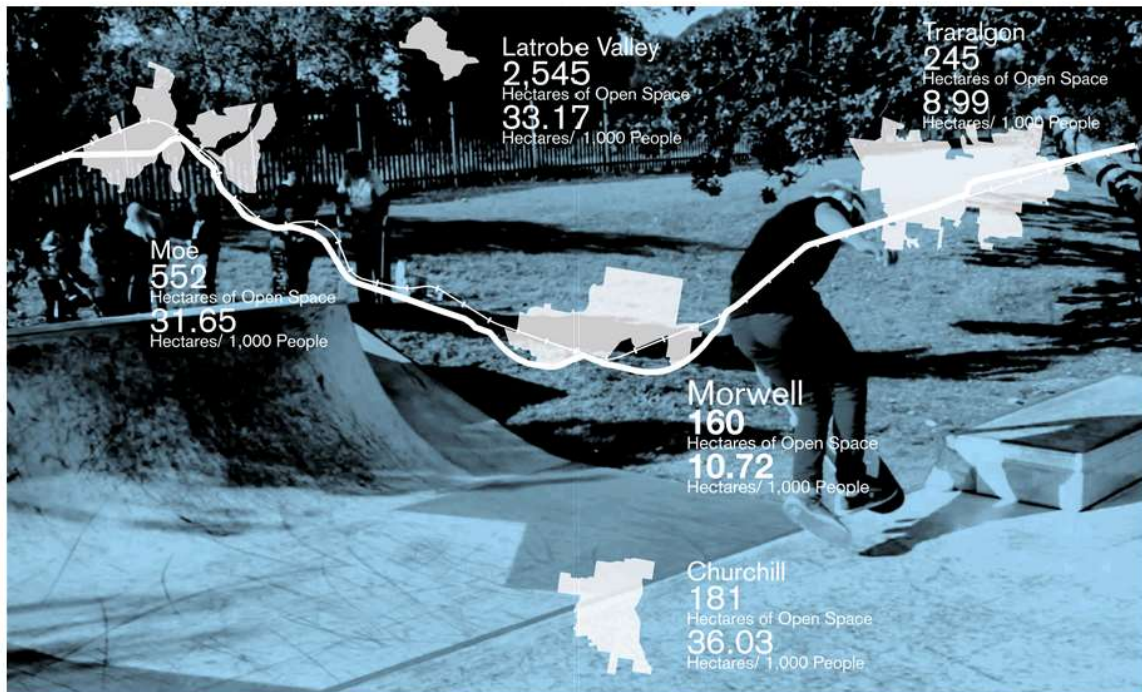 Latrobe Valley
2,545
Hectares of Open Space
33.17
Hectares/ 1,000 People
Traralgon
245
Hectares of Open Space
8.99
Hectares/ 1,000 People
Moe
552
Hectares of Open Space
31.65
Hectares/ 1,000 People
Morwell
160
Hectares of Open Space
10.72
Hectares/ 1,000 People
Churchill
181
Hectares of Open Space
36.03
Hectares/ 1,000 People